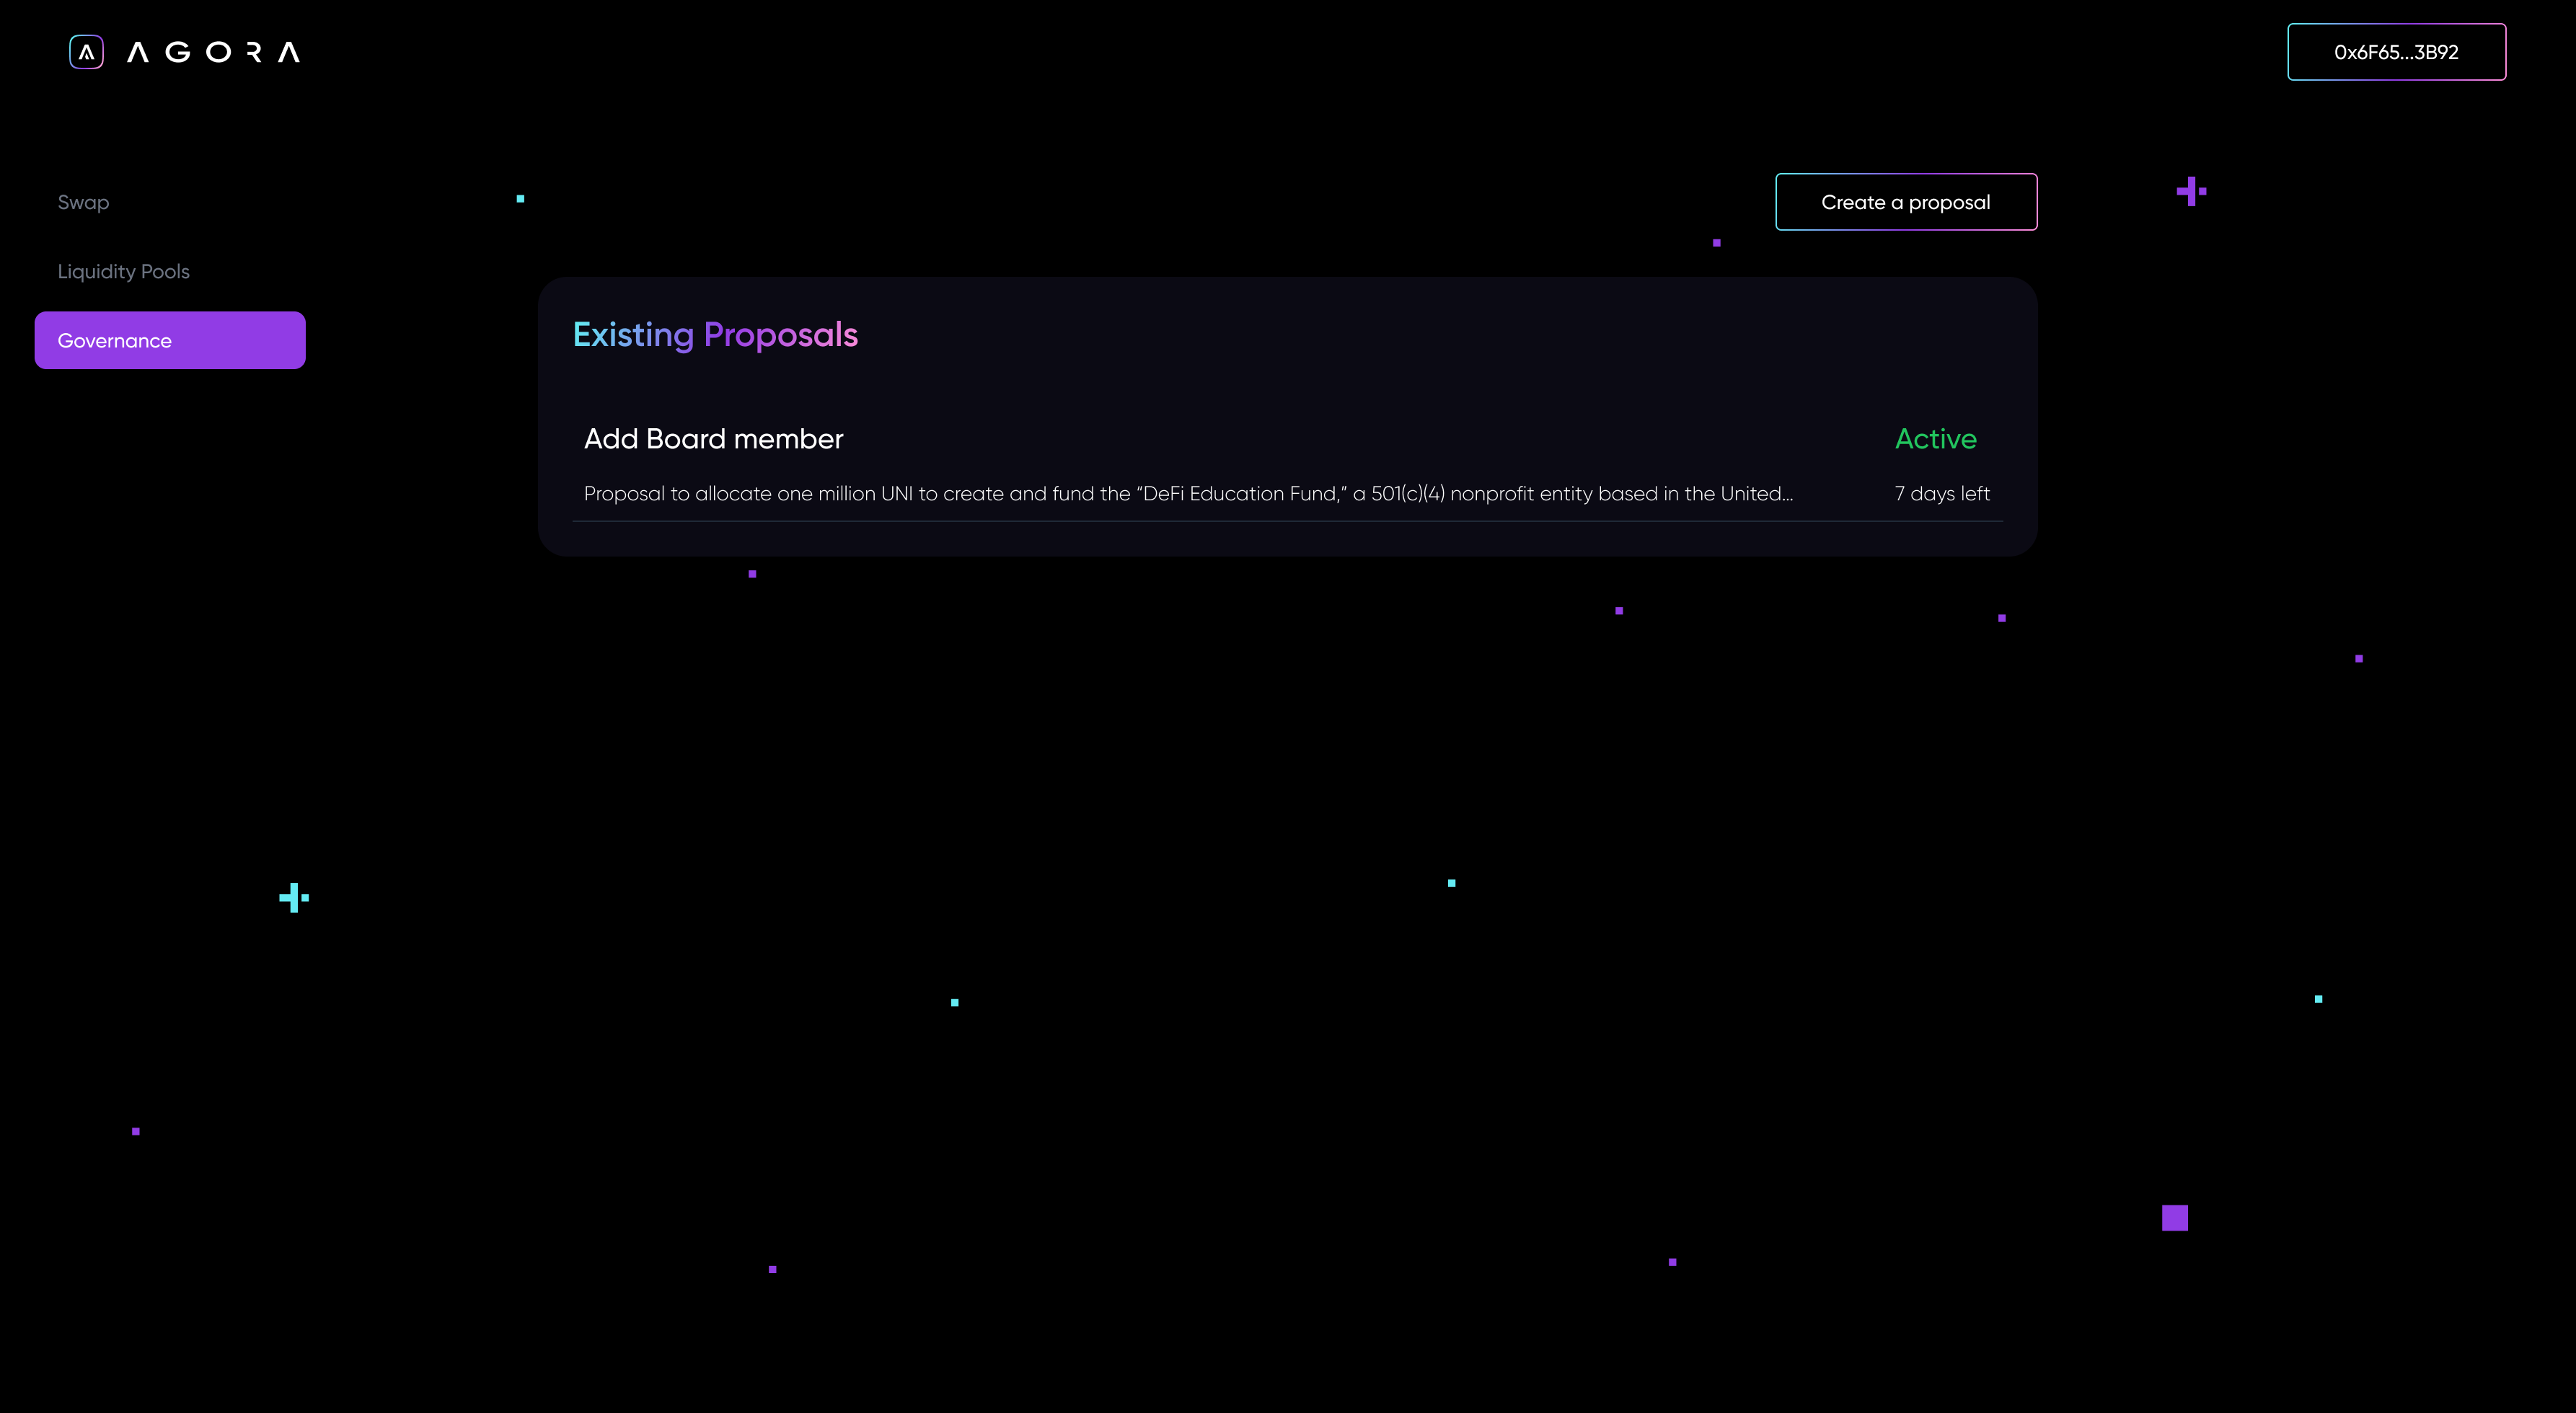 AGORA
0x6F65...3B92
Swap
Create a proposal
Liquidity Pools
Governance
Existing Proposals
Add Board member
Active
Proposal to allocate one million UNI to create and fund the “DeFi Education Fund,” a 501(c)(4) nonprofit entity based in the United...
7 days left